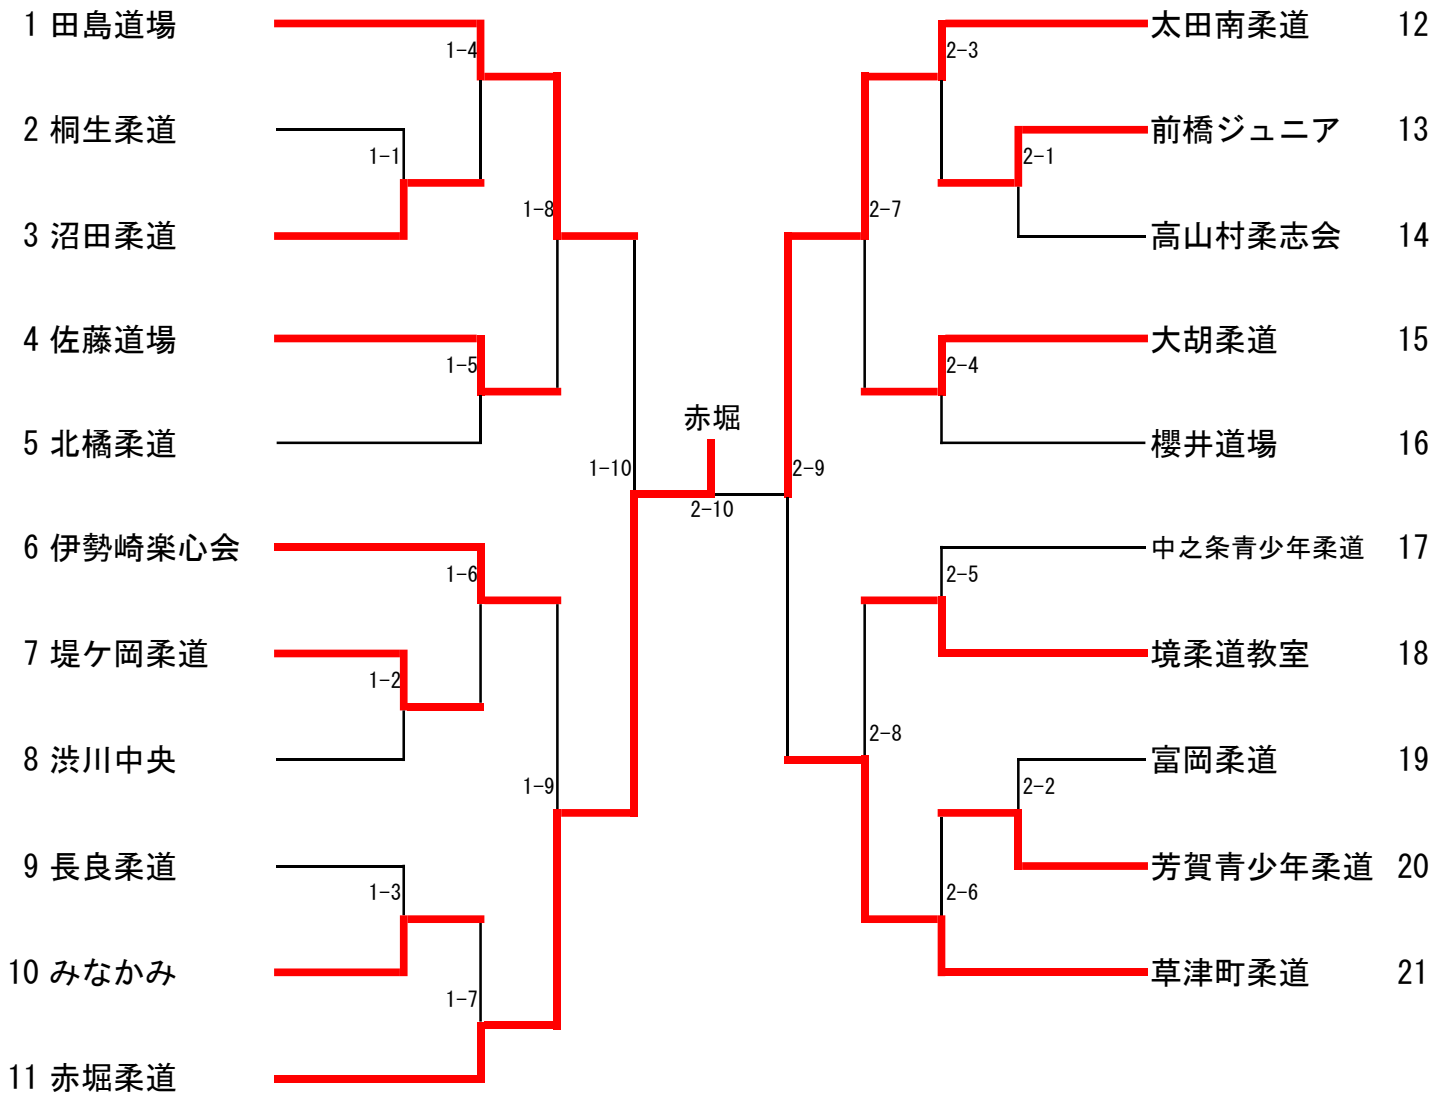 1 田島道場
1-4
2 桐生柔道
1-1
3 沼田柔道
1-8
4 佐藤道場
1-5
5 北橘柔道
1-10
6 伊勢崎楽心会
1-6
7 堤ケ岡柔道
1-2
8 渋川中央
1-9
9 長良柔道
1-3
10 みなかみ
1-7
11 赤堀柔道
赤堀
2-10
太田南柔道 12
2-3
前橋ジュニア 13
2-1
2-7
高山村柔志会 14
大胡柔道 15
2-4
櫻井道場 16
2-9
中之条青少年柔道 17
2-5
境柔道教室 18
2-8
富岡柔道 19
2-2
芳賀青少年柔道 20
2-6
草津町柔道 21